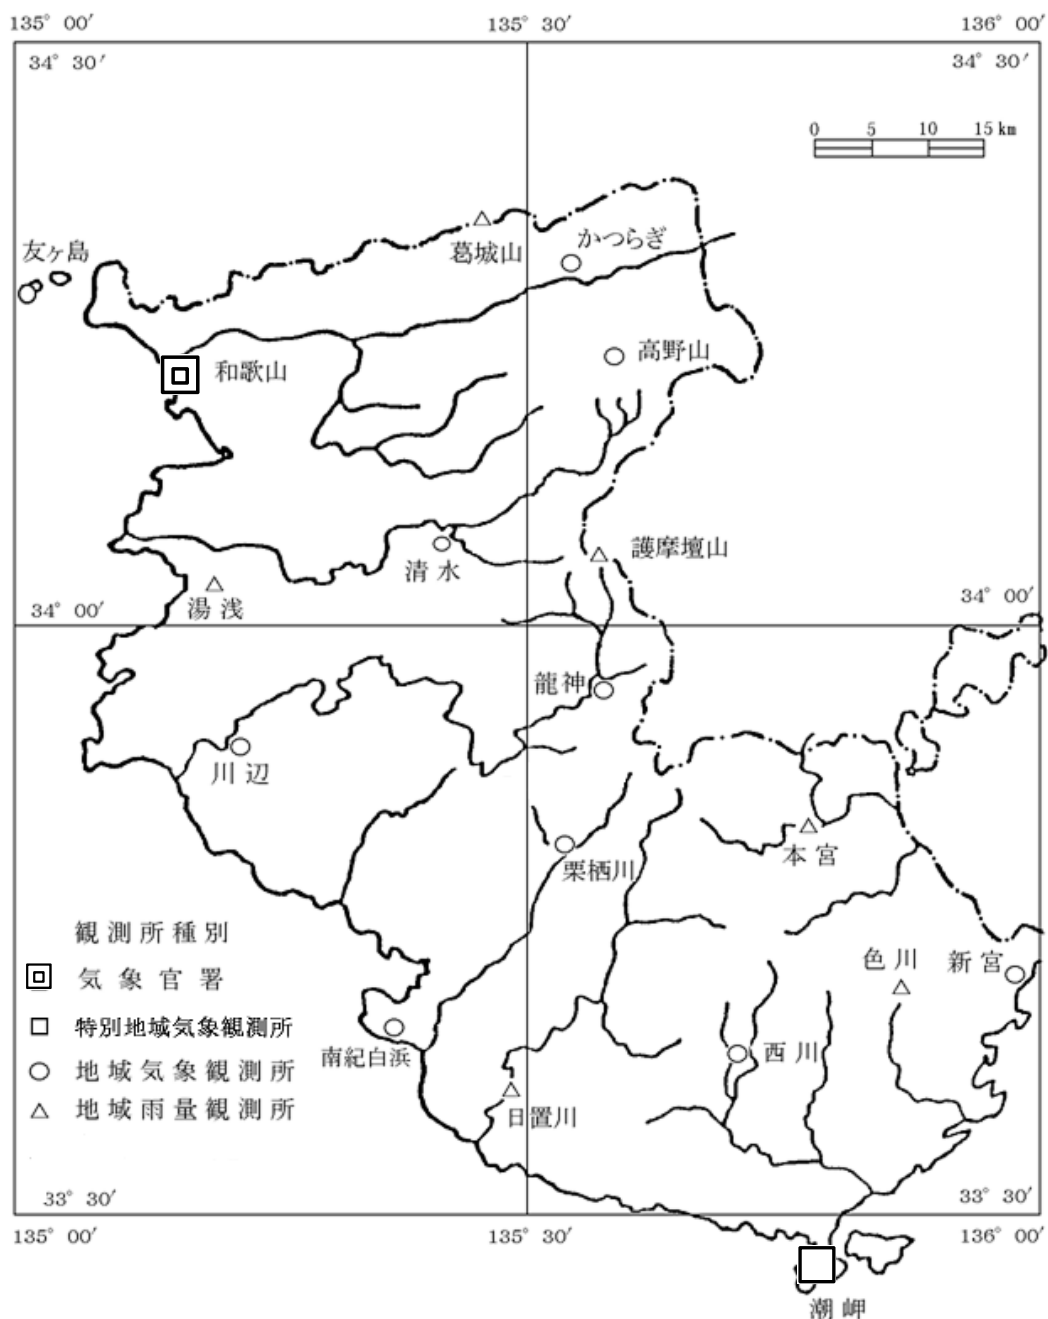 135° 00′
135° 30′
136° 00′
34° 30′
34° 30′
0 5 10 15 km
友ヶ島
葛城山
かつらぎ
和歌山
高野山
護摩壇山
清水
湯浅
34° 00′
34° 00′
龍神
川辺
本宮
栗栖川
観測所種別
気象官署
特別地域気象観測所
地域気象観測所
地域雨量観測所
色川
新宮
南紀白浜
西川
日置川
33° 30′
33° 30′
135° 00′
135° 30′
136° 00′
潮岬